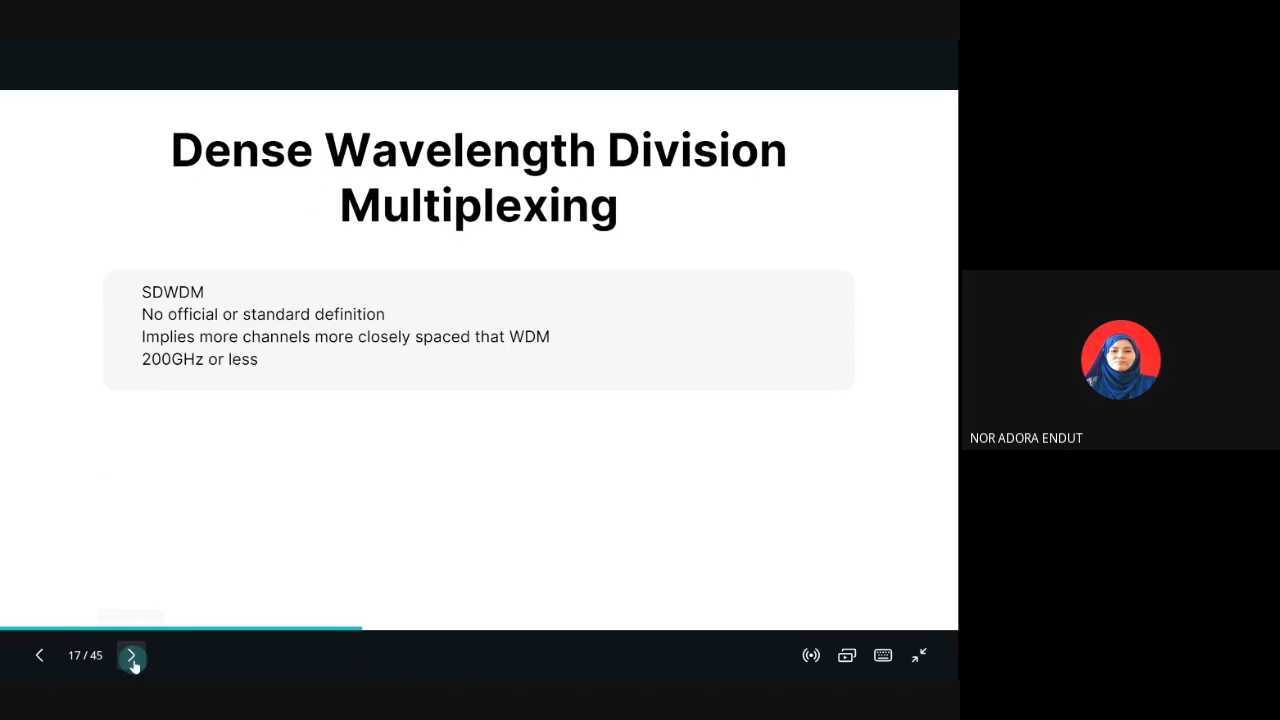 Dense Wavelength Division
Multiplexing
SDWDM
No official or standard definition
Implies more channels more closely spaced that WDM
200GHz or less
NOR ADORA ENDUT
17 / 45